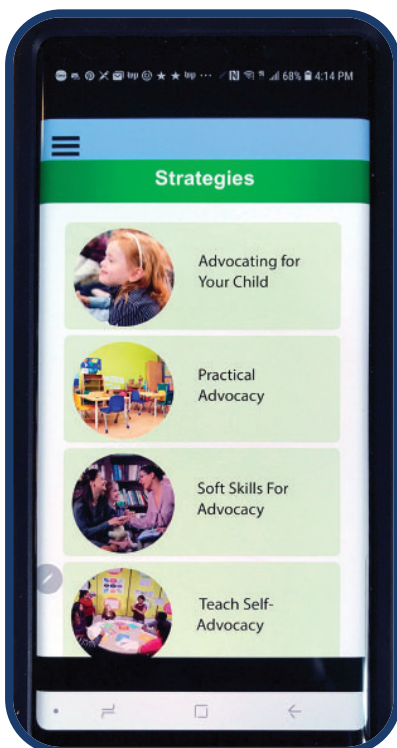 68% 4:14 PM
Strategies
Advocating for
Your Child
Practical
Advocacy
Soft Skills For
Advocacy
Teach Self-
Advocacy